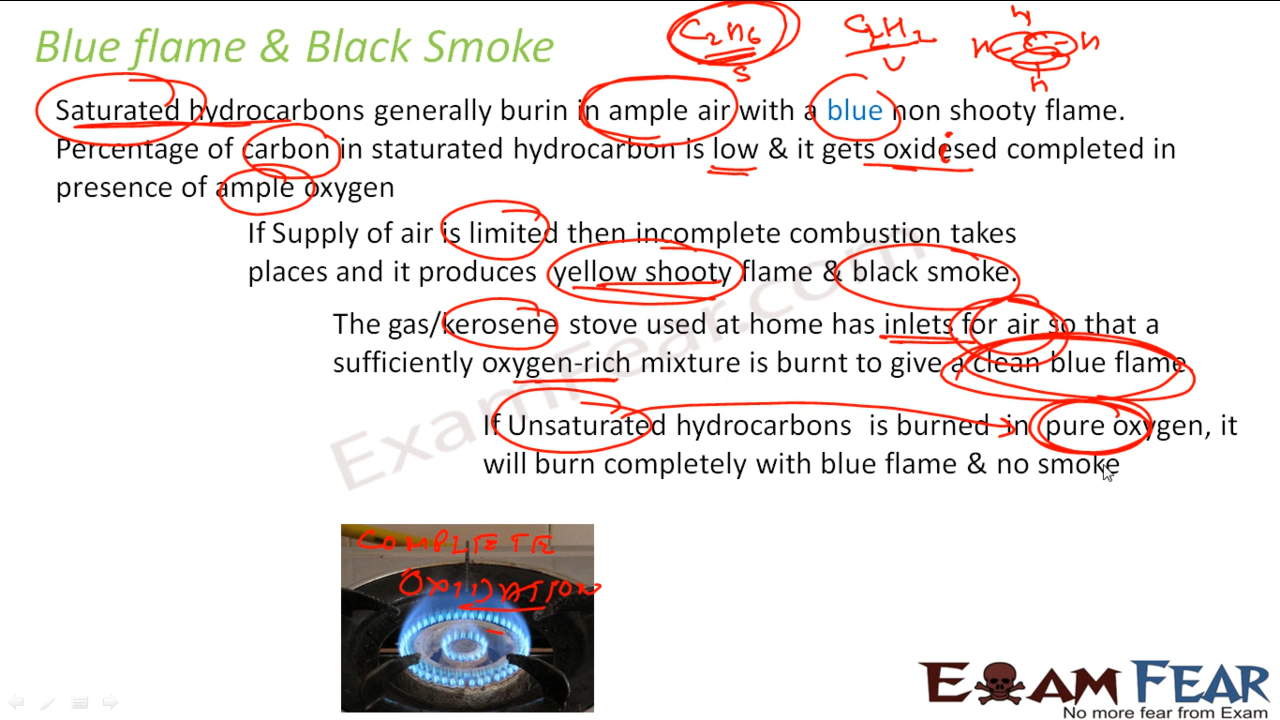 Blue flame & Black Smoke
C2H6
S
C2H2
U
H
H
H
H
Saturated hydrocarbons generally burin in ample air with a blue non shooty flame.
Percentage of carbon in staturated hydrocarbon is low & it gets oxidised completed in
presence of ample oxygen
If Supply of air is limited then incomplete combustion takes
places and it produces yellow shooty flame & black smoke.
The gas/kerosene stove used at home has inlets for air so that a
sufficiently oxygen-rich mixture is burnt to give a clean blue flame
If Unsaturated hydrocarbons is burned in pure oxygen, it
will burn completely with blue flame & no smoke
ExamFear.com
COMPLETE
OXIDATION
EXAMFEAR
No more fear from Exam